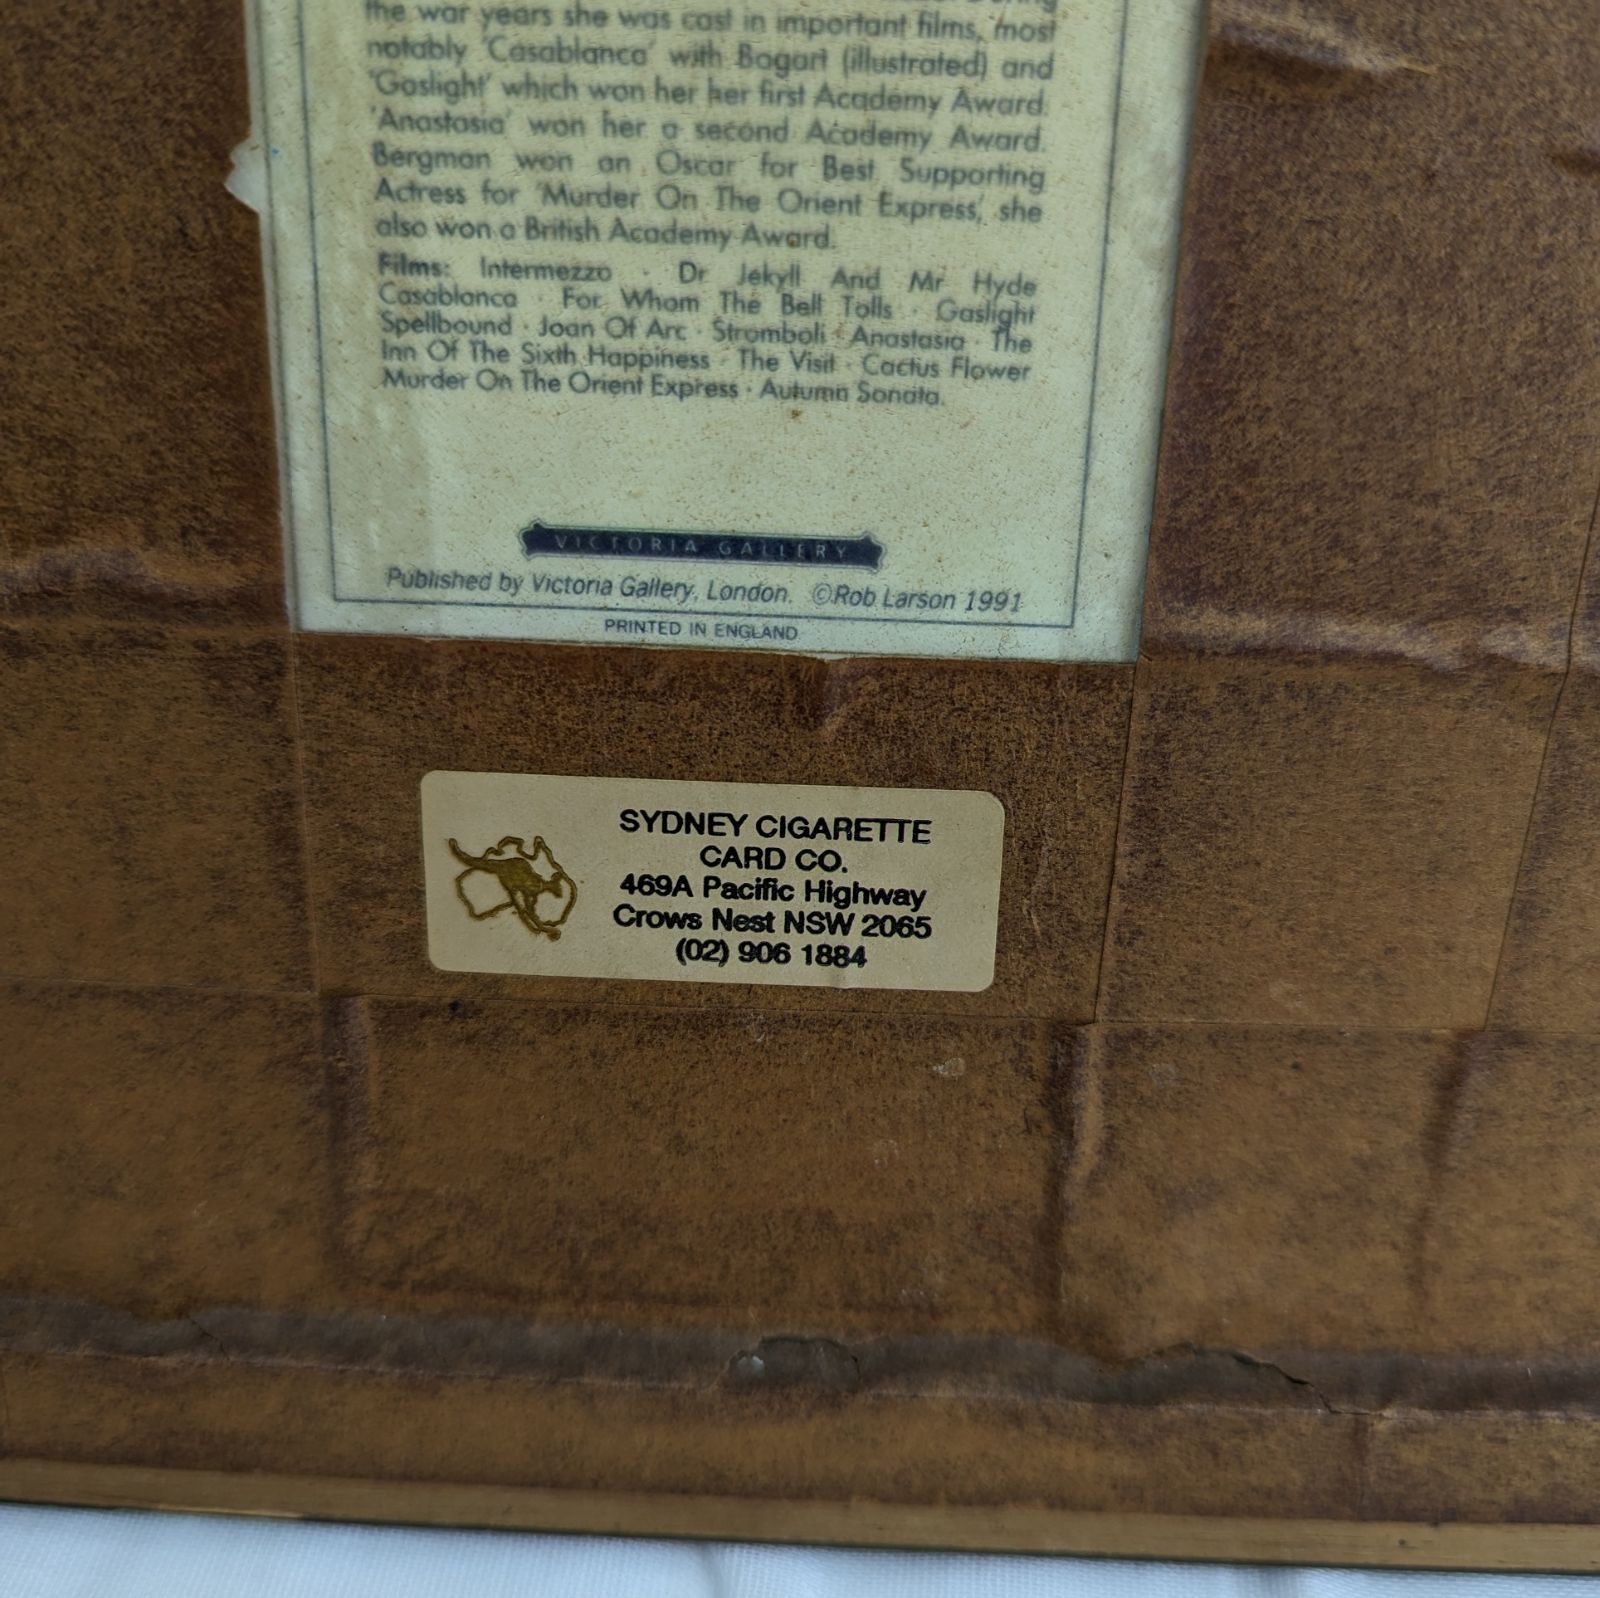 the war years she was cast in important films, most
notably 'Casablanca' with Bogart (illustrated) and
'Gaslight' which won her her first Academy Award.
'Anastasia' won her a second Academy Award.
Bergman won an Oscar for Best Supporting
Actress for 'Murder On The Orient Express', she
also won a British Academy Award.
Films: Intermezzo · Dr Jekyll And Mr Hyde
Casablanca · For Whom The Bell Tolls · Gaslight
Spellbound · Joan Of Arc · Stromboli · Anastasia · The
Inn Of The Sixth Happiness · The Visit · Cactus Flower
Murder On The Orient Express · Autumn Sonata.
VICTORIA GALLERY
Published by Victoria Gallery, London. ©Rob Larson 1991
PRINTED IN ENGLAND
SYDNEY CIGARETTE
CARD CO.
469A Pacific Highway
Crows Nest NSW 2065
(02) 906 1884